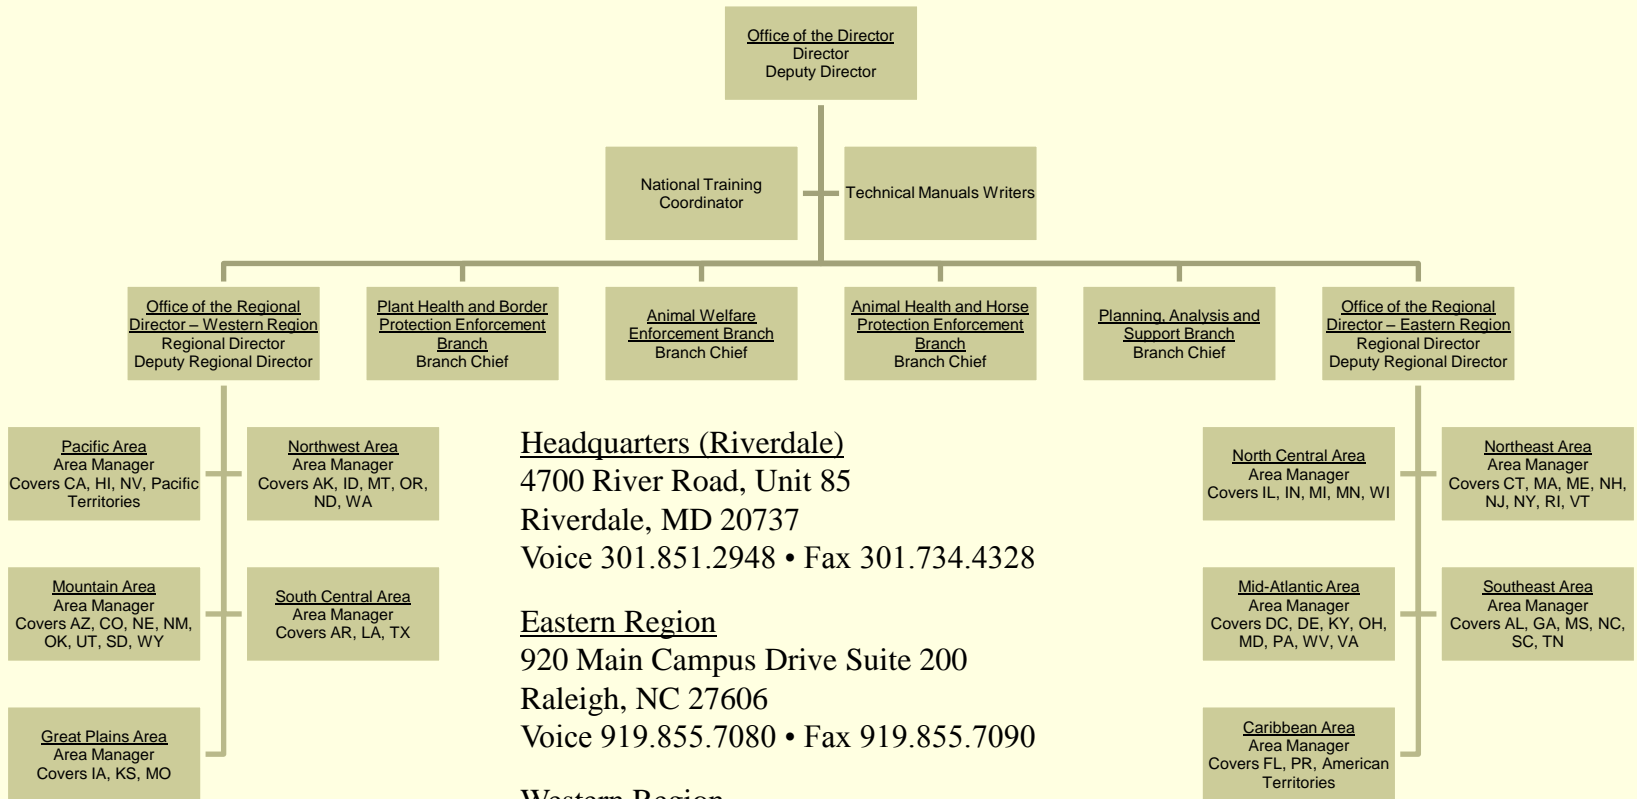 Office of the Director
Director
Deputy Director
National Training
Coordinator
Technical Manuals Writers
Office of the Regional
Director – Western Region
Regional Director
Deputy Regional Director
Plant Health and Border
Protection Enforcement
Branch
Branch Chief
Animal Welfare
Enforcement Branch
Branch Chief
Animal Health and Horse
Protection Enforcement
Branch
Branch Chief
Planning, Analysis and
Support Branch
Branch Chief
Office of the Regional
Director – Eastern Region
Regional Director
Deputy Regional Director
Pacific Area
Area Manager
Covers CA, HI, NV, Pacific
Territories
Northwest Area
Area Manager
Covers AK, ID, MT, OR,
ND, WA
Mountain Area
Area Manager
Covers AZ, CO, NE, NM,
OK, UT, SD, WY
South Central Area
Area Manager
Covers AR, LA, TX
Great Plains Area
Area Manager
Covers IA, KS, MO
Headquarters (Riverdale)
4700 River Road, Unit 85
Riverdale, MD 20737
Voice 301.851.2948 • Fax 301.734.4328
Eastern Region
920 Main Campus Drive Suite 200
Raleigh, NC 27606
Voice 919.855.7080 • Fax 919.855.7090
Western Region
North Central Area
Area Manager
Covers IL, IN, MI, MN, WI
Northeast Area
Area Manager
Covers CT, MA, ME, NH,
NJ, NY, RI, VT
Mid-Atlantic Area
Area Manager
Covers DC, DE, KY, OH,
MD, PA, WV, VA
Southeast Area
Area Manager
Covers AL, GA, MS, NC,
SC, TN
Caribbean Area
Area Manager
Covers FL, PR, American
Territories